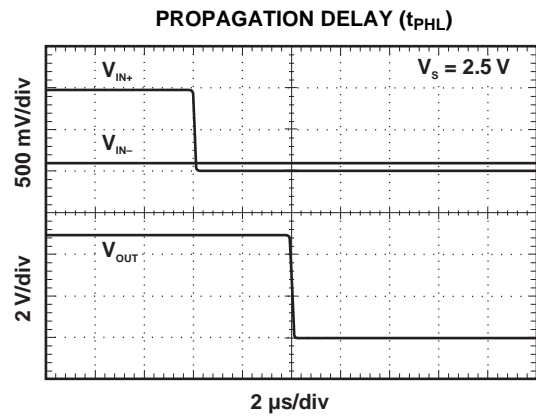 PROPAGATION DELAY (tPHL)
VIN+
VS = 2.5 V
VIN–
500 mV/div
VOUT
2 V/div
2 µs/div